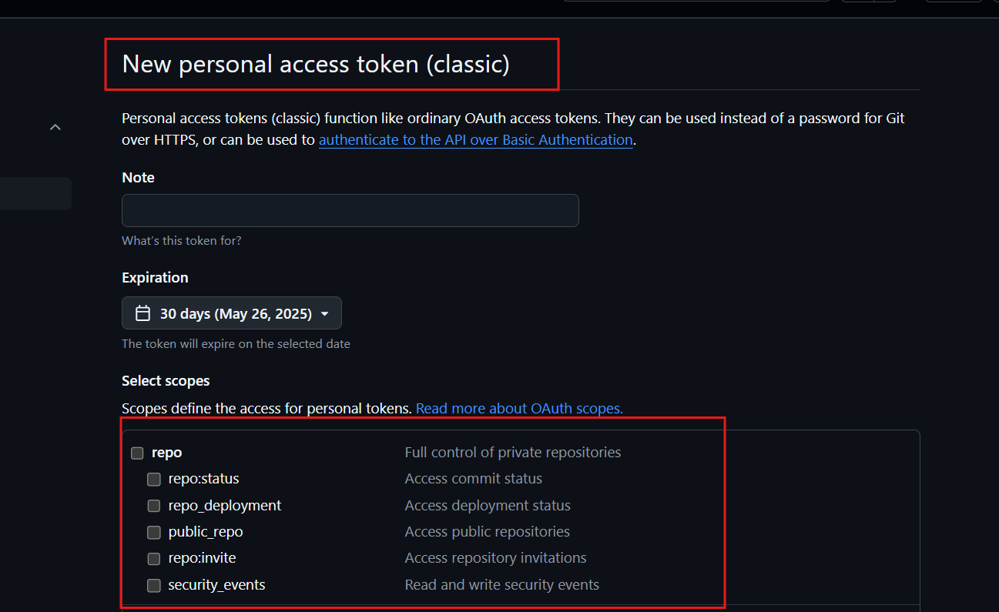 New personal access token (classic)
Personal access tokens (classic) function like ordinary OAuth access tokens. They can be used instead of a password for Git
over HTTPS, or can be used to authenticate to the API over Basic Authentication.
Note
What's this token for?
Expiration
30 days (May 26, 2025)
The token will expire on the selected date
Select scopes
Scopes define the access for personal tokens. Read more about OAuth scopes.
repo Full control of private repositories
repo:status Access commit status
repo_deployment Access deployment status
public_repo Access public repositories
repo:invite Access repository invitations
security_events Read and write security events